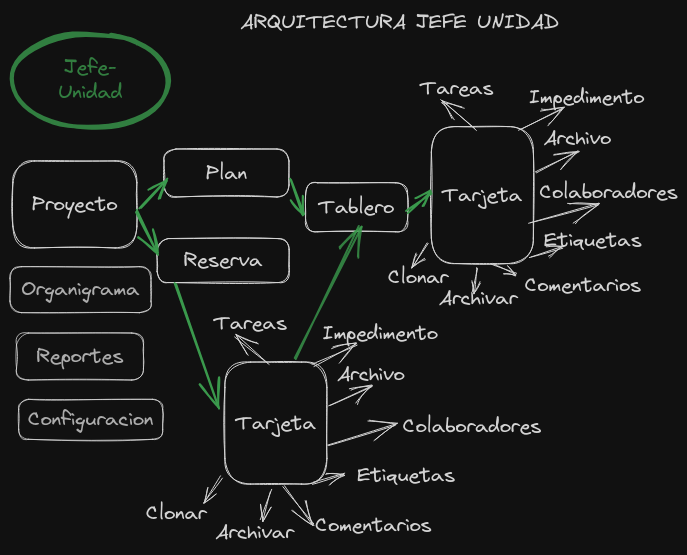 ARQUITECTURA JEFE UNIDAD
Jefe-
Unidad
Tareas
Impedimento
Archivo
Plan
Proyecto
Tablero
Tarjeta
Colaboradores
Reserva
Etiquetas
Clonar
Archivar
Comentarios
Organigrama
Tareas
Impedimento
Reportes
Archivo
Configuracion
Tarjeta
Colaboradores
Etiquetas
Clonar
Archivar
Comentarios